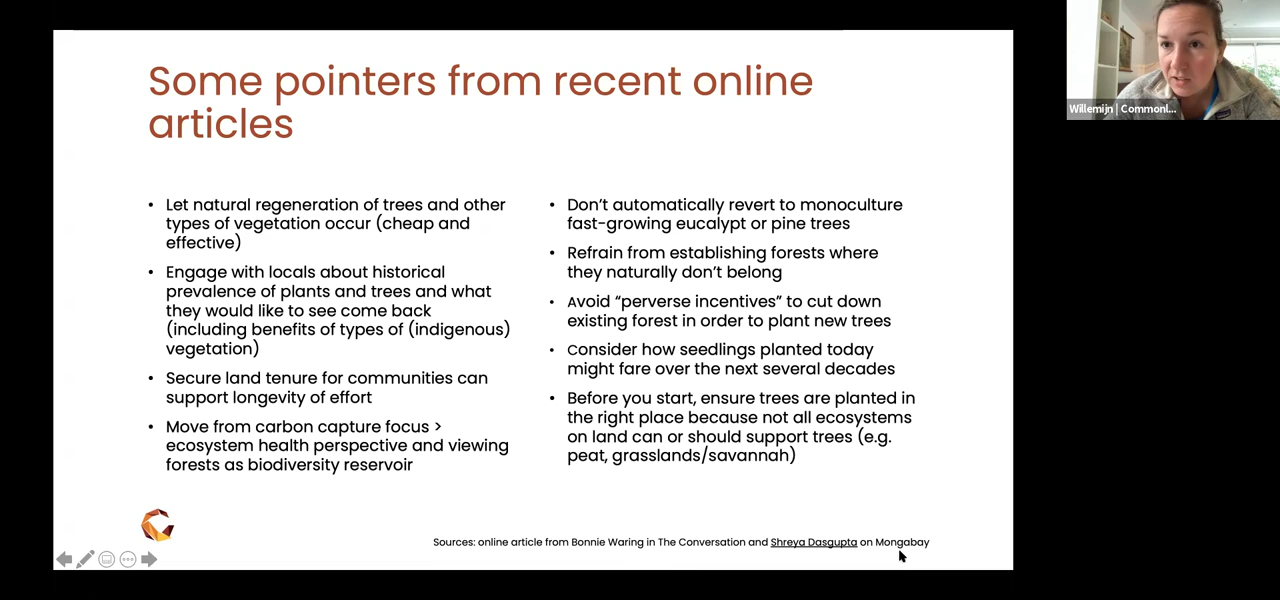 Some pointers from recent online
articles
• Let natural regeneration of trees and other
types of vegetation occur (cheap and
effective)
• Engage with locals about historical
prevalence of plants and trees and what
they would like to see come back
(including benefits of types of (indigenous)
vegetation)
• Secure land tenure for communities can
support longevity of effort
• Move from carbon capture focus >
ecosystem health perspective and viewing
forests as biodiversity reservoir
• Don't automatically revert to monoculture
fast-growing eucalypt or pine trees
• Refrain from establishing forests where
they naturally don't belong
• Avoid “perverse incentives” to cut down
existing forest in order to plant new trees
• Consider how seedlings planted today
might fare over the next several decades
• Before you start, ensure trees are planted in
the right place because not all ecosystems
on land can or should support trees (e.g.
peat, grasslands/savannah)
Sources: online article from Bonnie Waring in The Conversation and Shreya Dasgupta on Mongabay
Willemijn | Commonl...